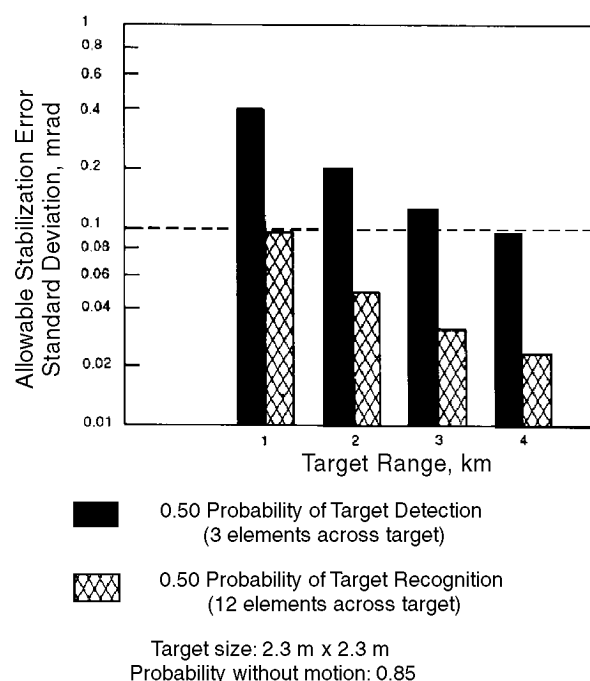 Allowable Stabilization Error
Standard Deviation, mrad
1
0.8
0.6
0.4
0.2
0.1
0.08
0.06
0.04
0.02
0.01
1 2 3 4
Target Range, km
0.50 Probability of Target Detection
(3 elements across target)
0.50 Probability of Target Recognition
(12 elements across target)
Target size: 2.3 m x 2.3 m
Probability without motion: 0.85